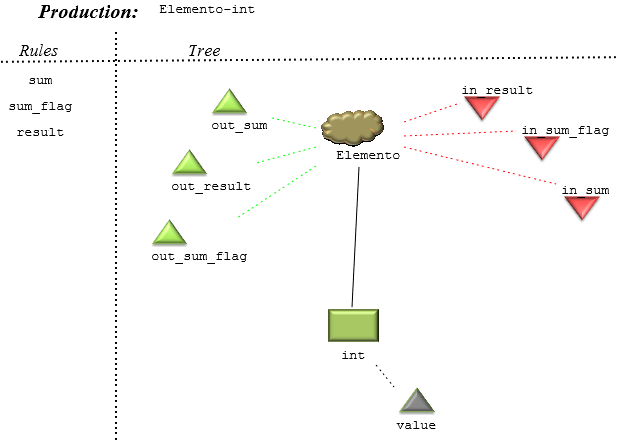 Production: Elemento-int
Rules
Tree
sum
sum_flag
result
out_sum
out_result
out_sum_flag
Elemento
in_result
in_sum_flag
in_sum
int
value